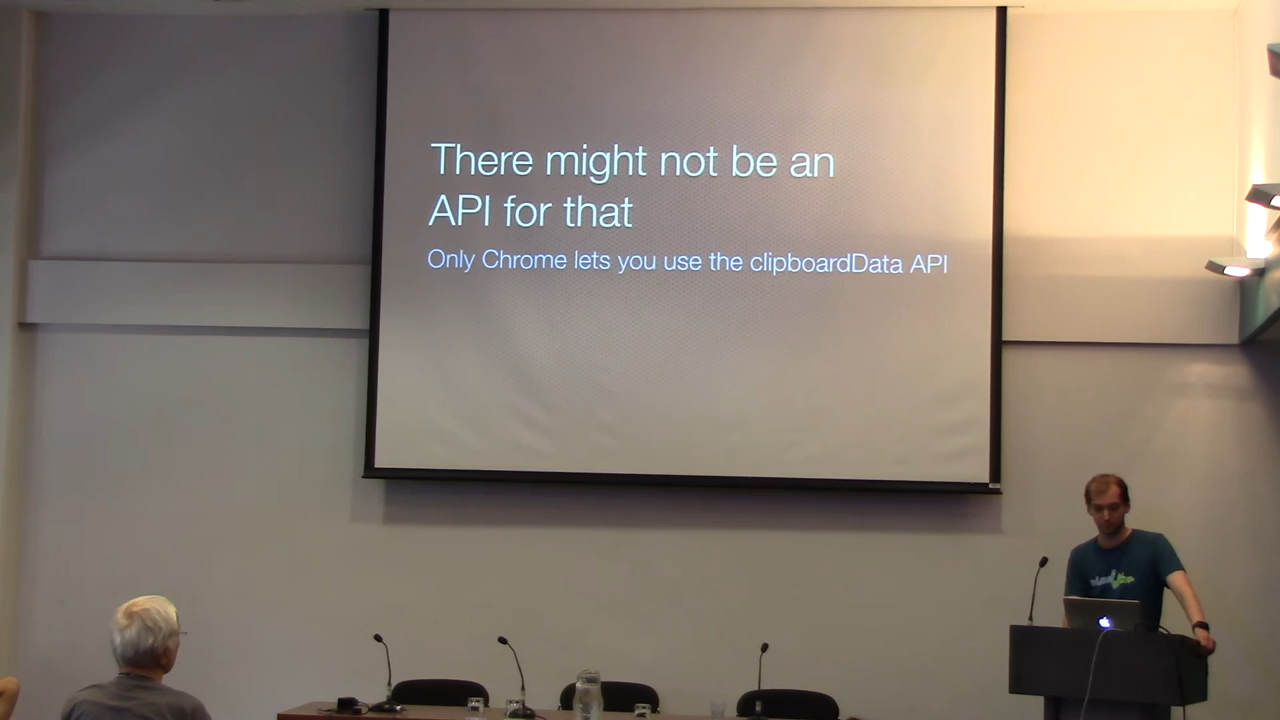 There might not be an
API for that
Only Chrome lets you use the clipboardData API